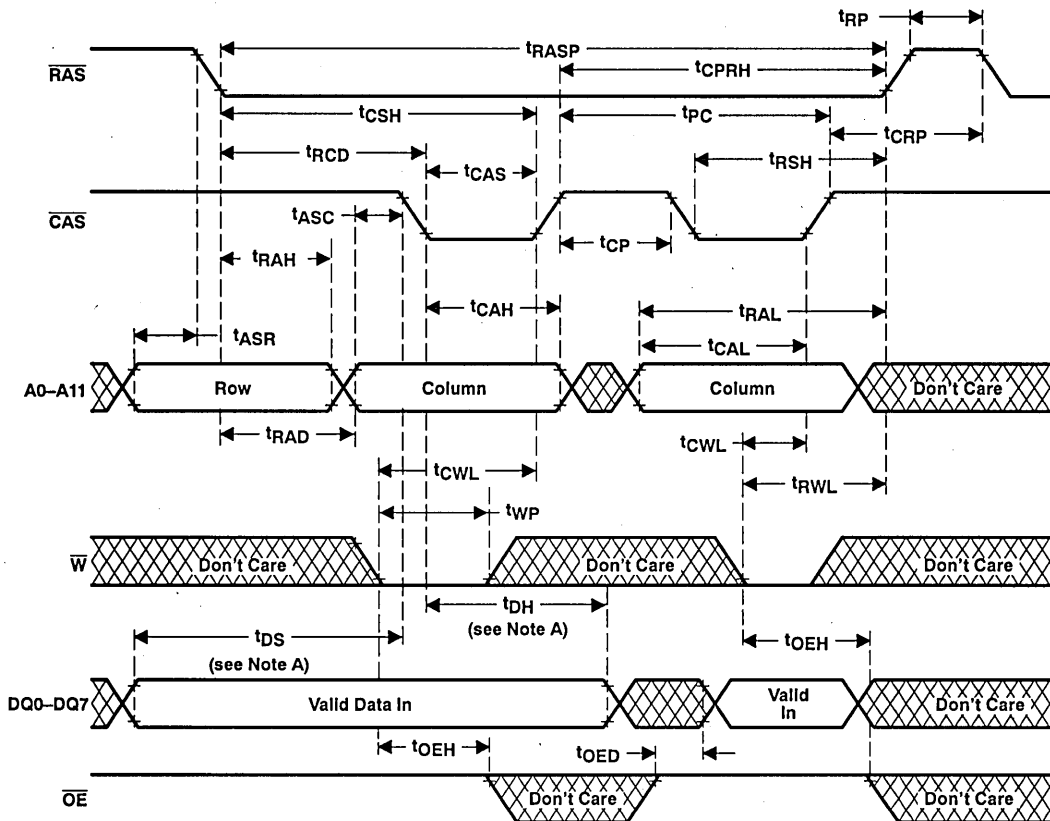 tRP
tRASP
RAS
tCPRH
tCSH
tPC
tCRP
tRCD
tRSH
tCAS
CAS
tASC
tCP
tRAH
tCAH
tRAL
tASR
tCAL
A0–A11
Row
Column
Column
Don't Care
tRAD
tCWL
tCWL
tRWL
tWP
W
Don't Care
Don't Care
Don't Care
tDH
(see Note A)
tDS
(see Note A)
tOEH
DQ0–DQ7
Valid Data In
Valid
In
Don't Care
tOEH
tOED
OE
Don't Care
Don't Care